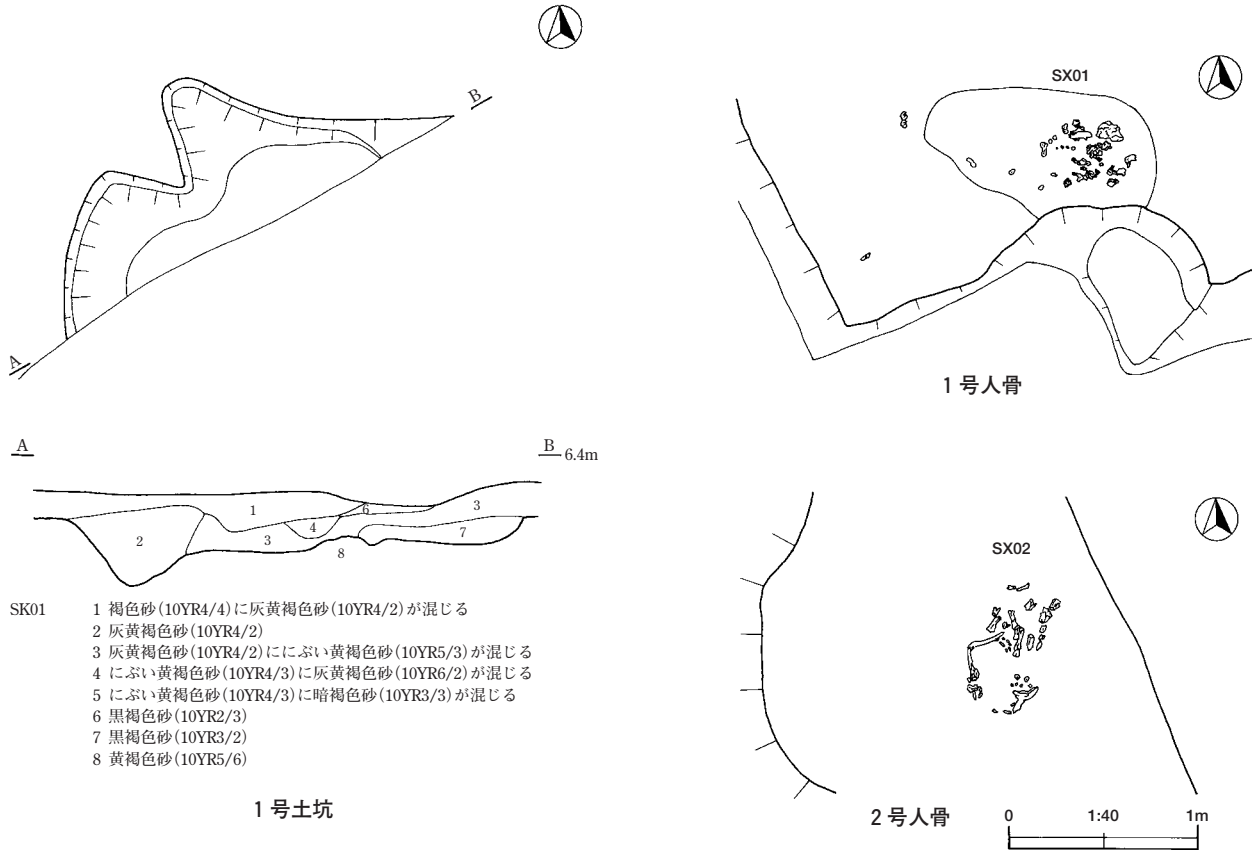 B
A
A
B 6.4m
1
6
3
4
2
3
7
8
SK01 1 褐色砂(10YR4/4)に灰黄褐色砂(10YR4/2)が混じる
2 灰黄褐色砂(10YR4/2)
3 灰黄褐色砂(10YR4/2)ににぶい黄褐色砂(10YR5/3)が混じる
4 にぶい黄褐色砂(10YR4/3)に灰黄褐色砂(10YR6/2)が混じる
5 にぶい黄褐色砂(10YR4/3)に暗褐色砂(10YR3/3)が混じる
6 黒褐色砂(10YR2/3)
7 黒褐色砂(10YR3/2)
8 黄褐色砂(10YR5/6)
1号土坑
SX01
1号人骨
SX02
2号人骨
0 1:40 1m